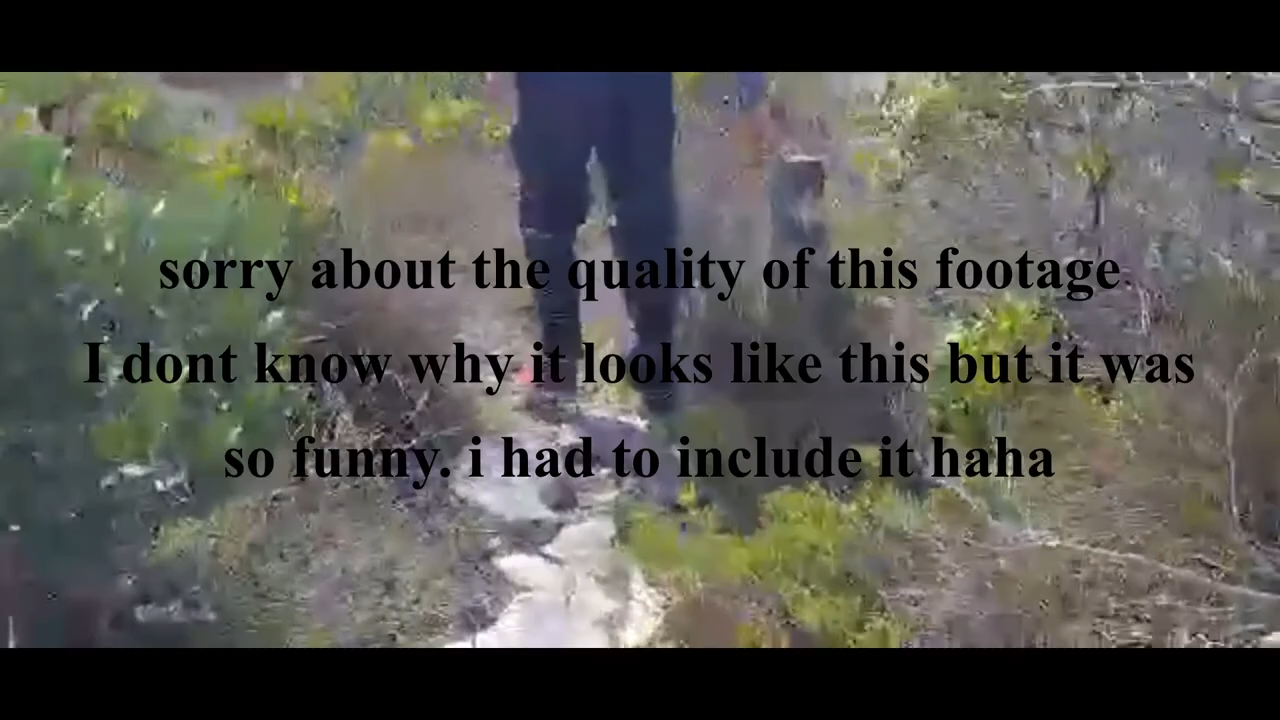 sorry about the quality of this footage
I dont know why it looks like this but it was
so funny. i had to include it haha